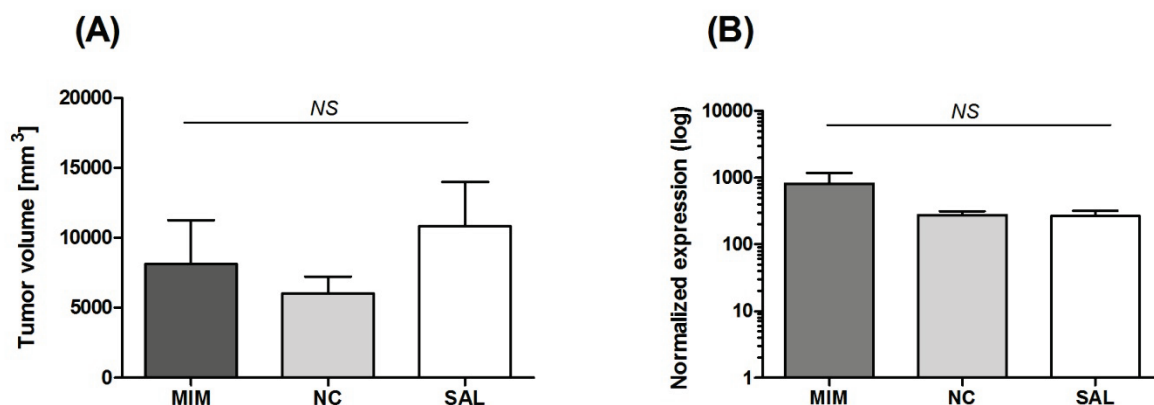 (A)
Tumor volume [mm³]
20000
15000
10000
5000
0
NS
MIM
NC
SAL
(B)
Normalized expression (log)
10000
1000
100
10
1
NS
MIM
NC
SAL